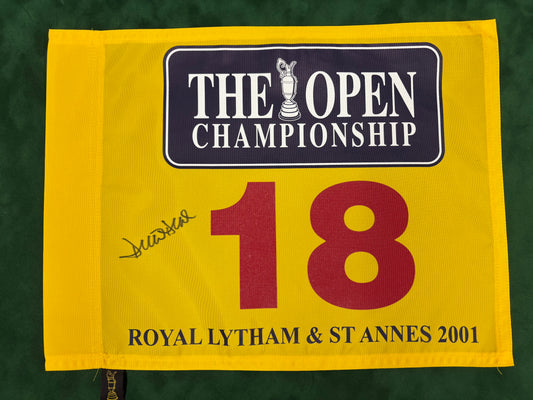 THE OPEN
CHAMPIONSHIP
18
ROYAL LYTHAM & ST ANNES 2001